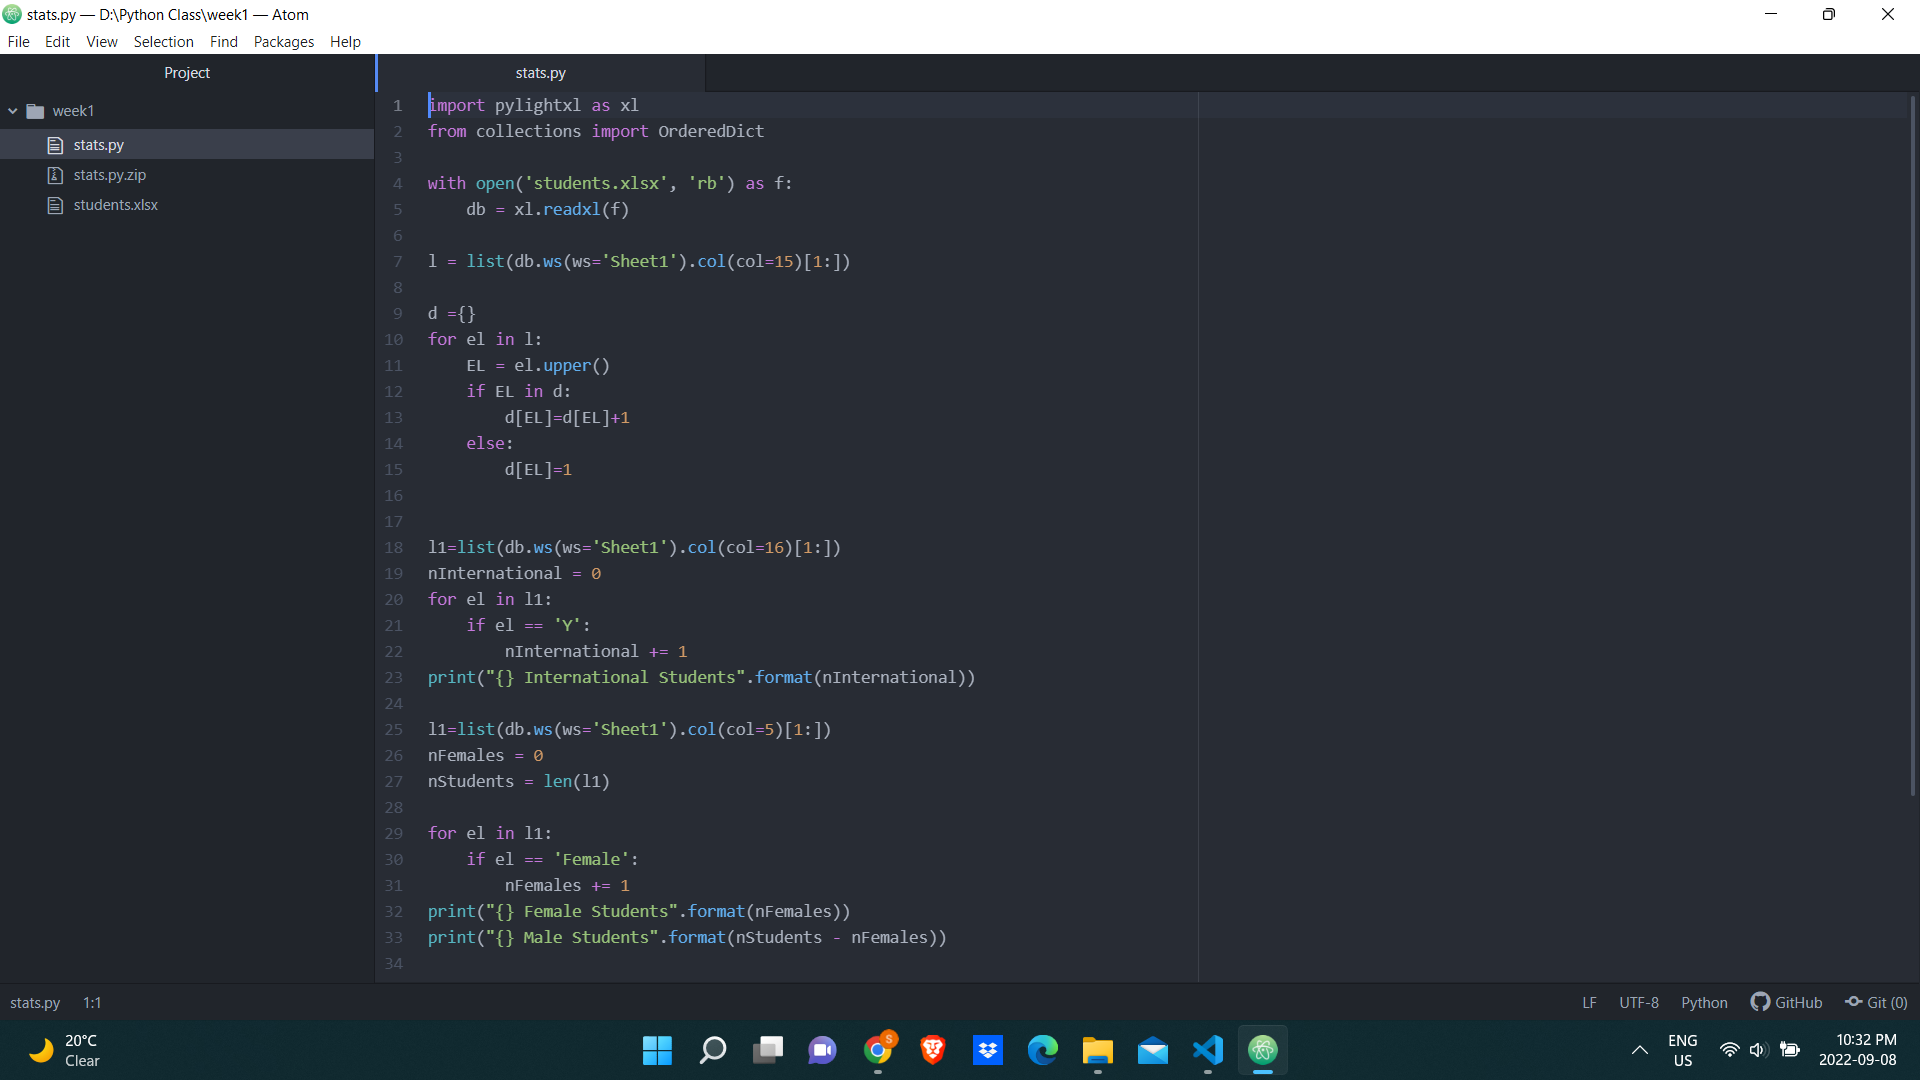 stats.py — D:\Python Class\week1 — Atom
File Edit View Selection Find Packages Help
Project
week1
stats.py
stats.py.zip
students.xlsx
stats.py
1 import pylightxl as xl
2 from collections import OrderedDict
3
4 with open('students.xlsx', 'rb') as f:
5     db = xl.readxl(f)
6
7 l = list(db.ws(ws='Sheet1').col(col=15)[1:])
8
9 d ={}
10 for el in l:
11     EL = el.upper()
12     if EL in d:
13         d[EL]=d[EL]+1
14     else:
15         d[EL]=1
16
17
18 l1=list(db.ws(ws='Sheet1').col(col=16)[1:])
19 nInternational = 0
20 for el in l1:
21     if el == 'Y':
22         nInternational += 1
23 print("{} International Students".format(nInternational))
24
25 l1=list(db.ws(ws='Sheet1').col(col=5)[1:])
26 nFemales = 0
27 nStudents = len(l1)
28
29 for el in l1:
30     if el == 'Female':
31         nFemales += 1
32 print("{} Female Students".format(nFemales))
33 print("{} Male Students".format(nStudents - nFemales))
34
stats.py 1:1 LF UTF-8 Python GitHub Git (0)
20°C
Clear
S
ENG
US
10:32 PM
2022-09-08